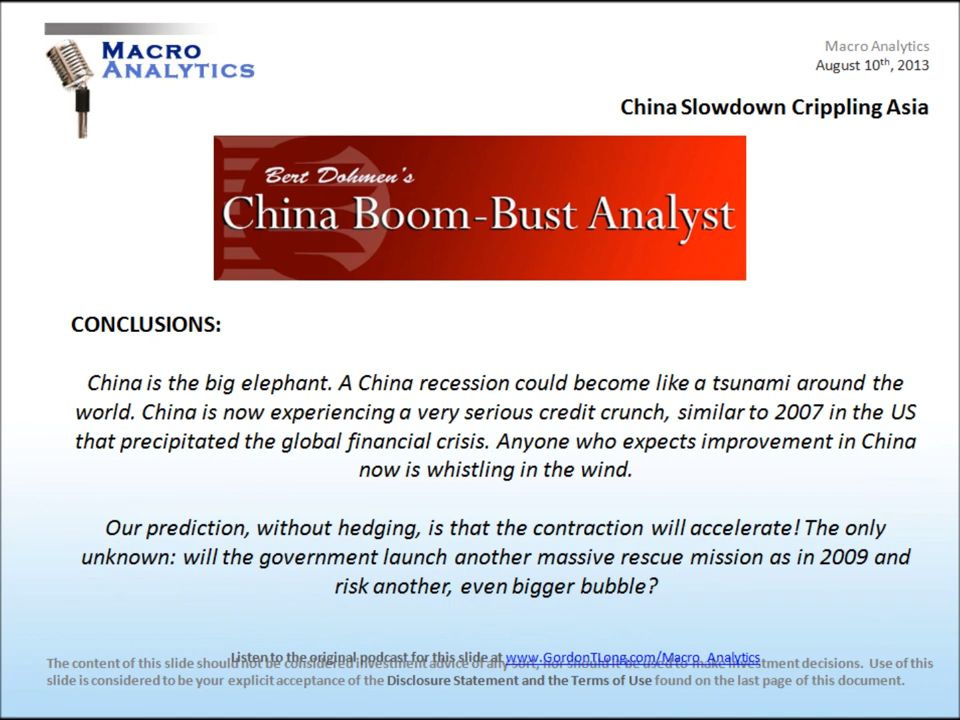 MACRO
ANALYTICS
Macro Analytics
August 10th, 2013
China Slowdown Crippling Asia
Bert Dohmen's
China Boom-Bust Analyst
CONCLUSIONS:
China is the big elephant. A China recession could become like a tsunami around the
world. China is now experiencing a very serious credit crunch, similar to 2007 in the US
that precipitated the global financial crisis. Anyone who expects improvement in China
now is whistling in the wind.
Our prediction, without hedging, is that the contraction will accelerate! The only
unknown: will the government launch another massive rescue mission as in 2009 and
risk another, even bigger bubble?
Listen to the original podcast for this slide at www.GordonTLong.com/Macro_Analytics
The content of this slide should not be considered investment advice of any sort, nor should it be used to make investment decisions. Use of this
slide is considered to be your explicit acceptance of the Disclosure Statement and the Terms of Use found on the last page of this document.